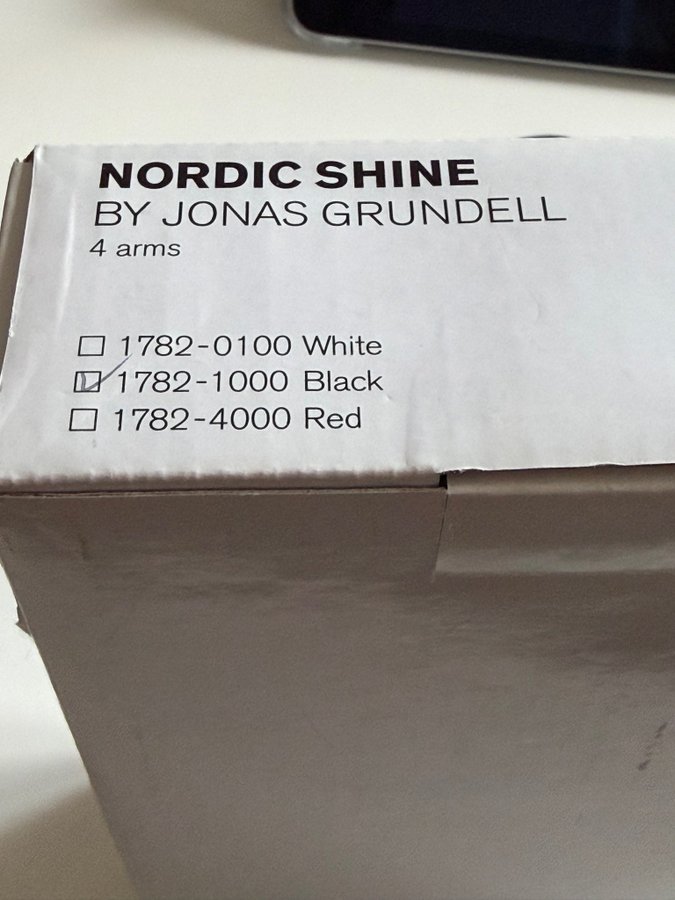 NORDIC SHINE
BY JONAS GRUNDELL
4 arms
☐ 1782-0100 White
☑ 1782-1000 Black
☐ 1782-4000 Red